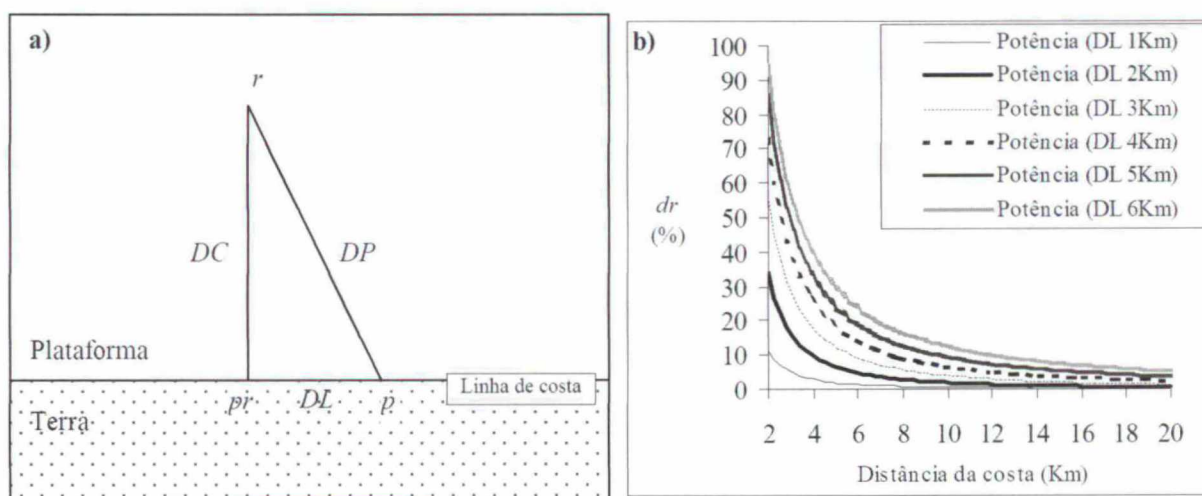 a)
r
DC
DP
Plataforma
Linha de costa
pr
DL
p
Terra
b)
100
90
80
70
60
50
40
30
20
10
0
dr
(%)
Potência (DL 1Km)
Potência (DL 2Km)
Potência (DL 3Km)
Potência (DL 4Km)
Potência (DL 5Km)
Potência (DL 6Km)
2 4 6 8 10 12 14 16 18 20
Distância da costa (Km)